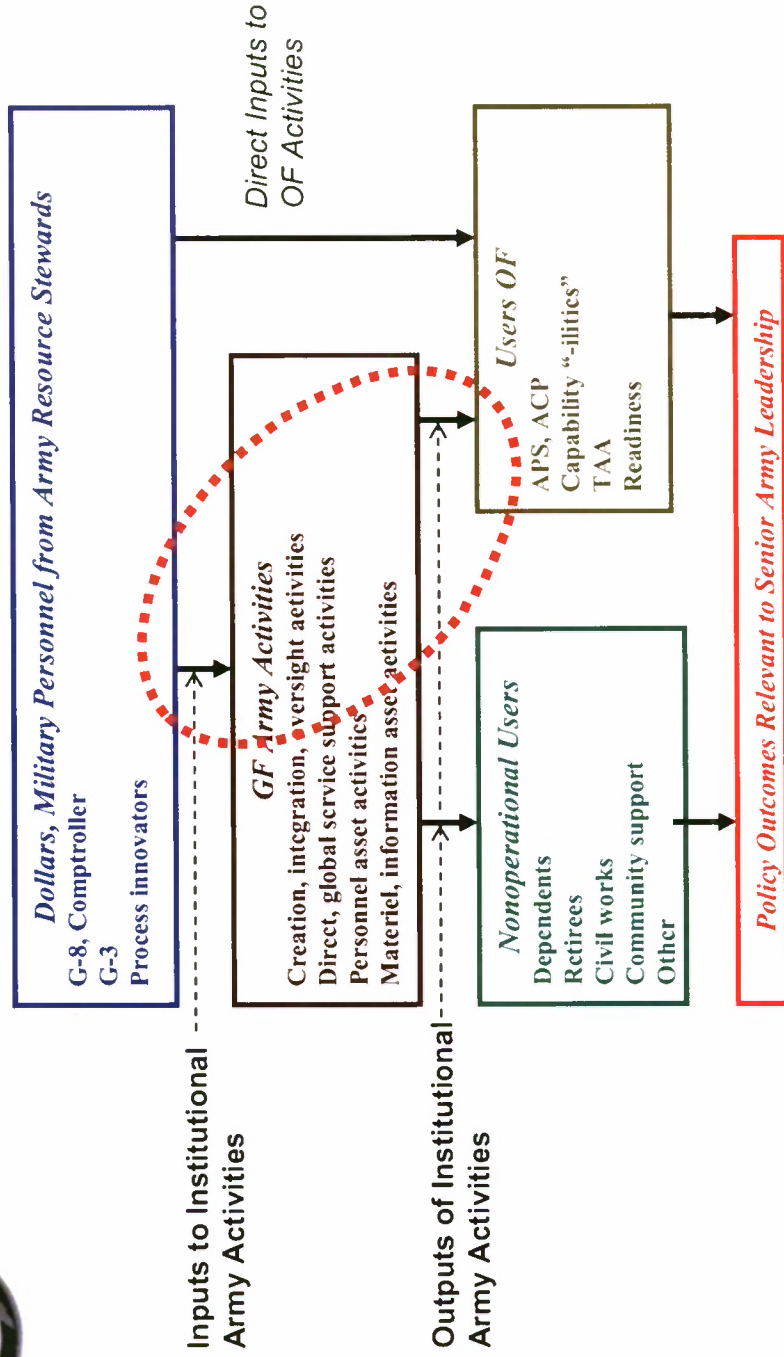 Dollars, Military Personnel from Army Resource Stewards
G-8, Comptroller
G-3
Process innovators
Direct Inputs to
OF Activities
Inputs to Institutional
Army Activities
GF Army Activities
Creation, integration, oversight activities
Direct, global service support activities
Personnel asset activities
Materiel, information asset activities
Outputs of Institutional
Army Activities
Nonoperational Users
Dependents
Retirees
Civil works
Community support
Other
Users OF
APS, ACP
Capability “-ilities”
TAA
Readiness
Policy Outcomes Relevant to Senior Army Leadership